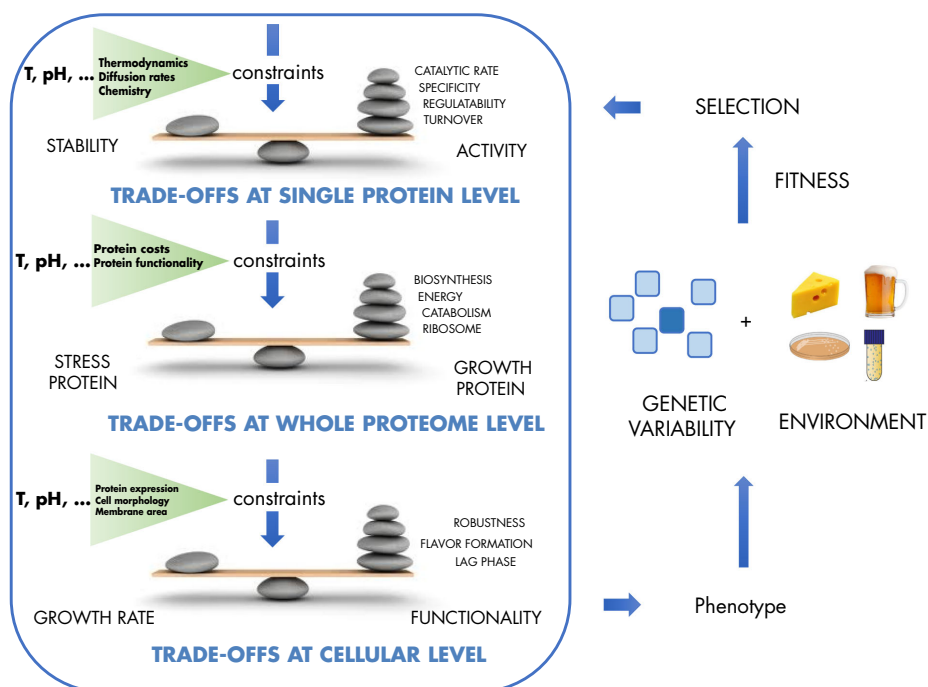 T, pH, ...
Thermodynamics
Diffusion rates
Chemistry
constraints
CATALYTIC RATE
SPECIFICITY
REGULATABILITY
TURNOVER
STABILITY
ACTIVITY
TRADE-OFFS AT SINGLE PROTEIN LEVEL
T, pH, ...
Protein costs
Protein functionality
constraints
BIOSYNTHESIS
ENERGY
CATABOLISM
RIBOSOME
STRESS
PROTEIN
GROWTH
PROTEIN
TRADE-OFFS AT WHOLE PROTEOME LEVEL
T, pH, ...
Protein expression
Cell morphology
Membrane area
constraints
ROBUSTNESS
FLAVOR FORMATION
LAG PHASE
GROWTH RATE
FUNCTIONALITY
TRADE-OFFS AT CELLULAR LEVEL
SELECTION
FITNESS
+
GENETIC
VARIABILITY
ENVIRONMENT
Phenotype